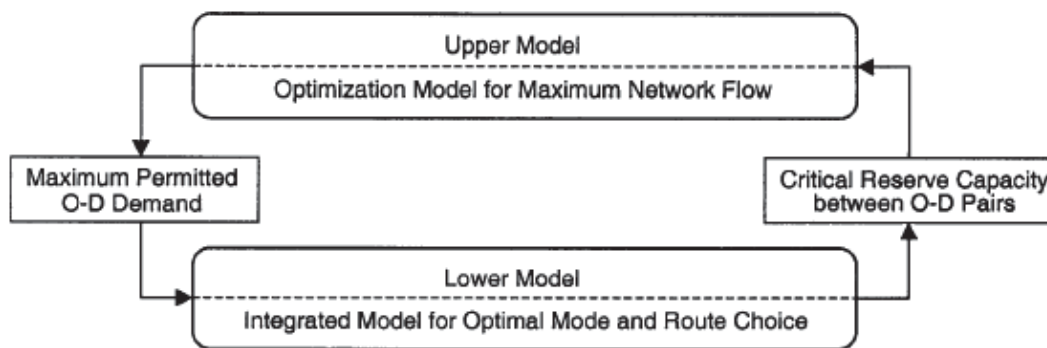 Upper Model
Optimization Model for Maximum Network Flow
Maximum Permitted
O-D Demand
Critical Reserve Capacity
between O-D Pairs
Lower Model
Integrated Model for Optimal Mode and Route Choice